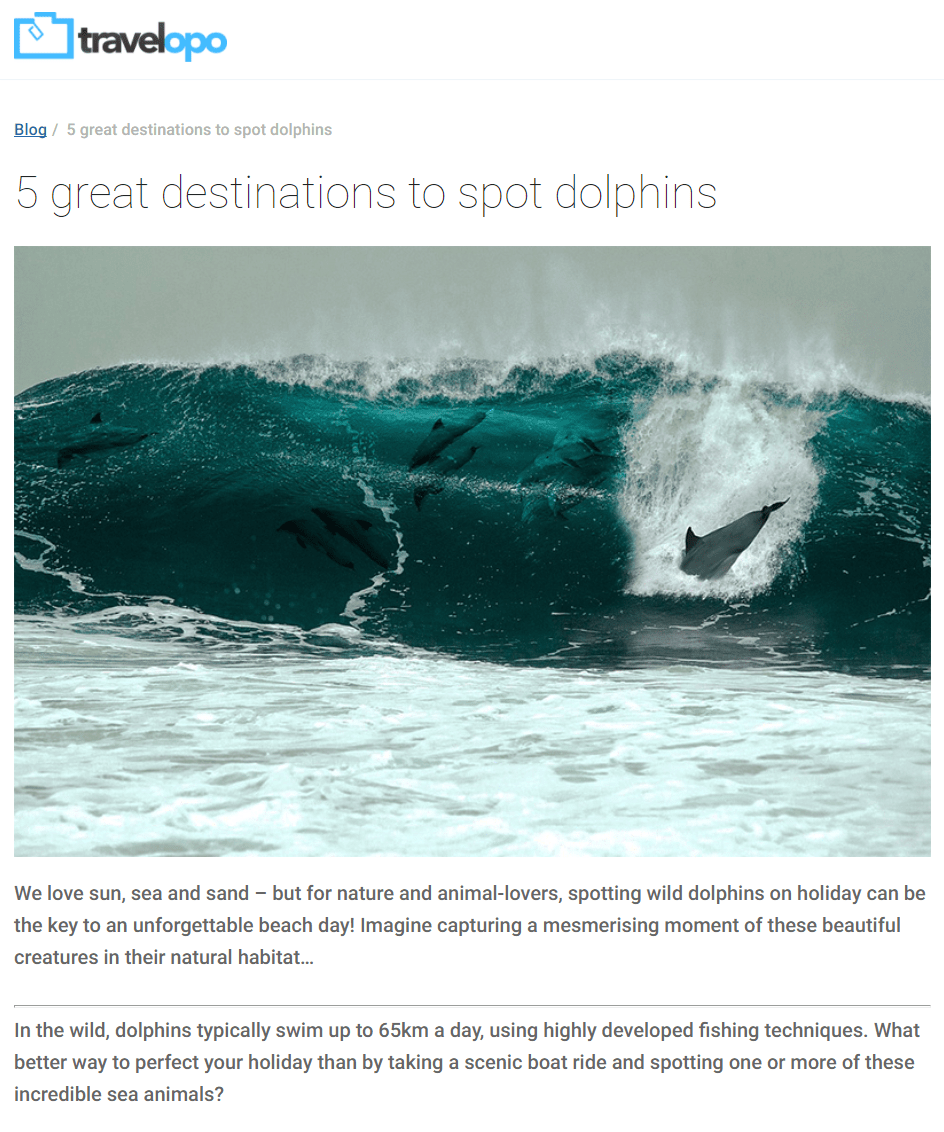 travelopo
Blog / 5 great destinations to spot dolphins
5 great destinations to spot dolphins
We love sun, sea and sand – but for nature and animal-lovers, spotting wild dolphins on holiday can be
the key to an unforgettable beach day! Imagine capturing a mesmerising moment of these beautiful
creatures in their natural habitat…
In the wild, dolphins typically swim up to 65km a day, using highly developed fishing techniques. What
better way to perfect your holiday than by taking a scenic boat ride and spotting one or more of these
incredible sea animals?